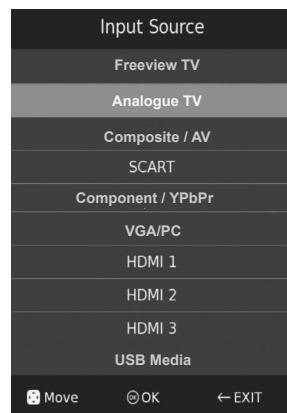 Input Source
Freeview TV
Analogue TV
Composite / AV
SCART
Component / YPbPr
VGA/PC
HDMI 1
HDMI 2
HDMI 3
USB Media
Move OK ← EXIT